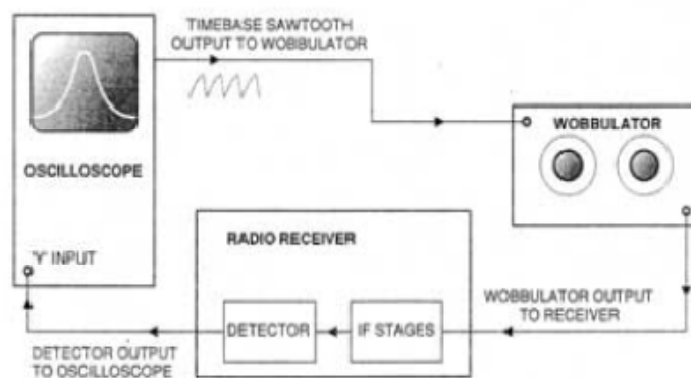 TIMEBASE SAWTOOTH
OUTPUT TO WOBIBULATOR
OSCILLOSCOPE
WOBBULATOR
RADIO RECEIVER
'Y' INPUT
DETECTOR
IF STAGES
WOBBULATOR OUTPUT
TO RECEIVER
DETECTOR OUTPUT
TO OSCILLOSCOPE